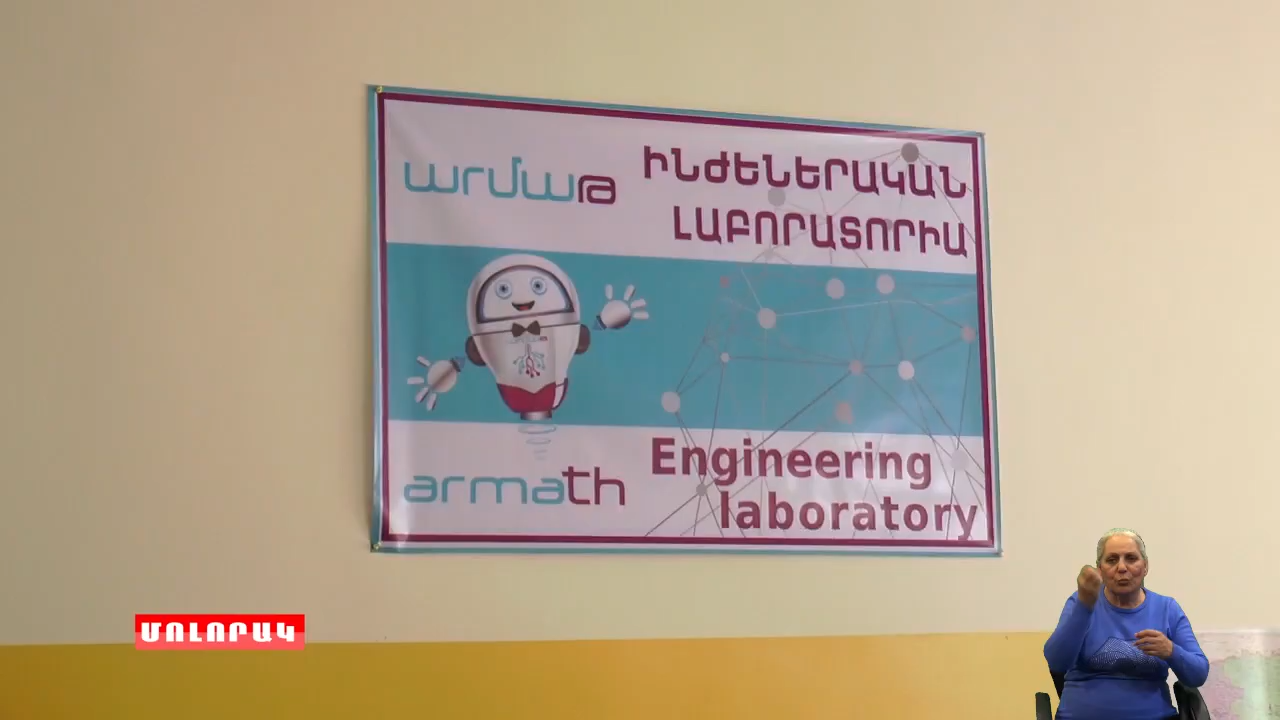 արմաթ
ԻՆԺԵՆԵՐԱԿԱՆ
ԼԱԲՈՐԱՏՈՐԻԱ
armath
Engineering
laboratory
ՄՈԼՈՐԱԿ